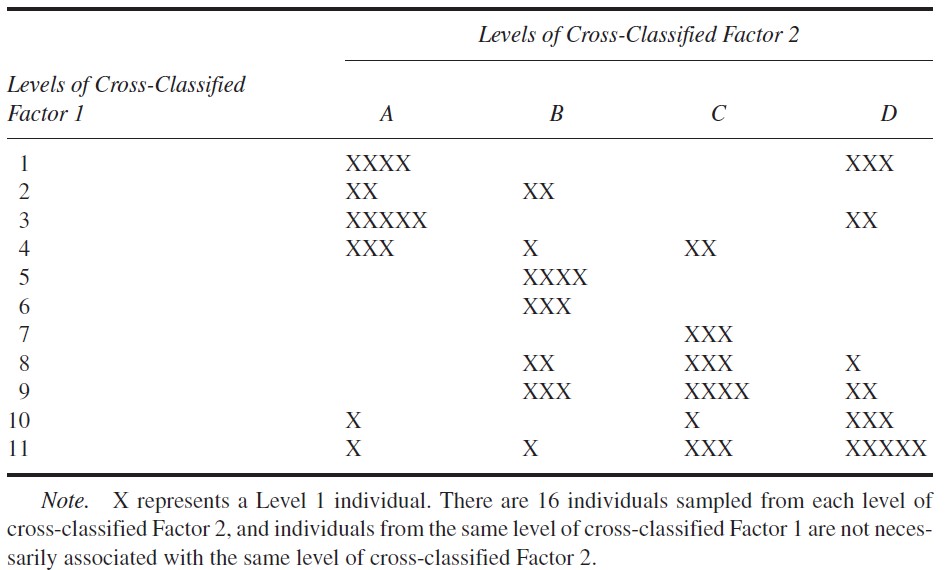 Levels of Cross-Classified Factor 2
Levels of Cross-Classified
Factor 1 A B C D
1 XXXX XXX
2 XX XX
3 XXXXX XX
4 XXX X XX
5 XXXX
6 XXX
7 XXX
8 XX XXX X
9 XXX XXXX XX
10 X X XXX
11 X X XXX XXXXX
Note. X represents a Level 1 individual. There are 16 individuals sampled from each level of
cross-classified Factor 2, and individuals from the same level of cross-classified Factor 1 are not neces-
sarily associated with the same level of cross-classified Factor 2.